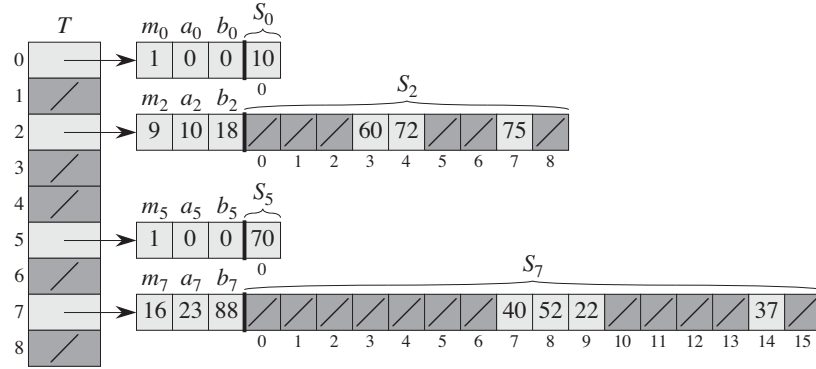 T
0
1
2
3
4
5
6
7
8
m₀ a₀ b₀ S₀
1 0 0 10
0
m₂ a₂ b₂ S₂
9 10 18 60 72 75
0 1 2 3 4 5 6 7 8
m₅ a₅ b₅ S₅
1 0 0 70
0
m₇ a₇ b₇ S₇
16 23 88 40 52 22 37
0 1 2 3 4 5 6 7 8 9 10 11 12 13 14 15